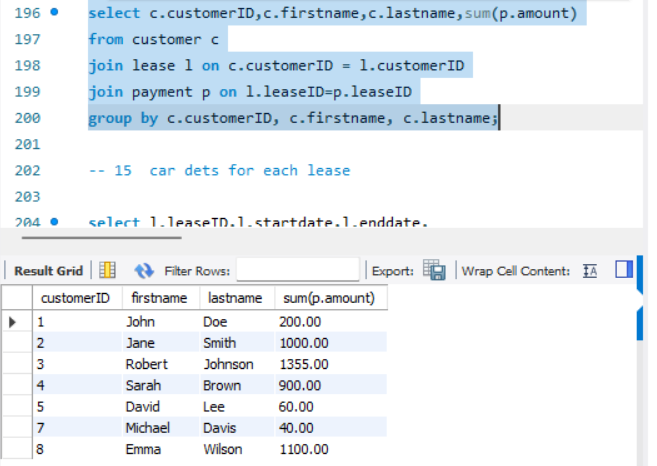 196 select c.customerID,c.firstname,c.lastname,sum(p.amount)
197 from customer c
198 join lease l on c.customerID = l.customerID
199 join payment p on l.leaseID=p.leaseID
200 group by c.customerID, c.firstname, c.lastname;
201
202 -- 15 car dets for each lease
203
204 select l.leaseID,l.startdate,l.enddate,
Result Grid Filter Rows: Export: Wrap Cell Content: IA
customerID firstname lastname sum(p.amount)
1 John Doe 200.00
2 Jane Smith 1000.00
3 Robert Johnson 1355.00
4 Sarah Brown 900.00
5 David Lee 60.00
7 Michael Davis 40.00
8 Emma Wilson 1100.00